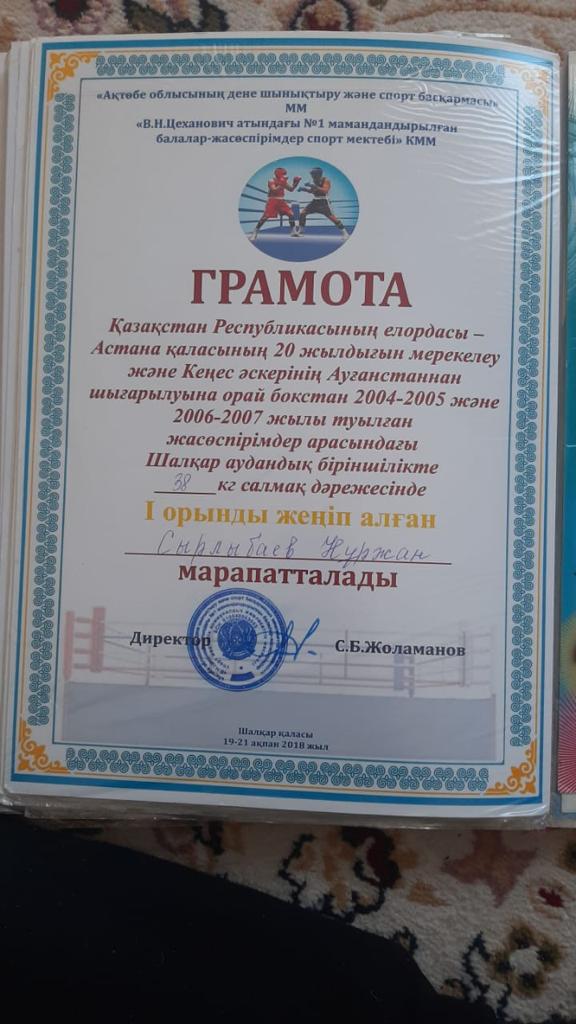 «Ақтөбе облысының дене шынықтыру және спорт басқармасы»
ММ
«В.Н.Цеханович атындағы №1 мамандандырылған
балалар-жасөспірімдер спорт мектебі» КММ
ГРАМОТА
Қазақстан Республикасының елордасы –
Астана қаласының 20 жылдығын мерекелеу
және Кеңес әскерінің Ауғанстаннан
шығарылуына орай бокстан 2004-2005 және
2006-2007 жылы туылған
жасөспірімдер арасындағы
Шалқар аудандық біріншілікте
38 кг салмақ дәрежесінде
І орынды жеңіп алған
Сырлыбаев Нұржан
марапатталады
Директор С.Б.Жоламанов
Шалқар қаласы
19-21 ақпан 2018 жыл